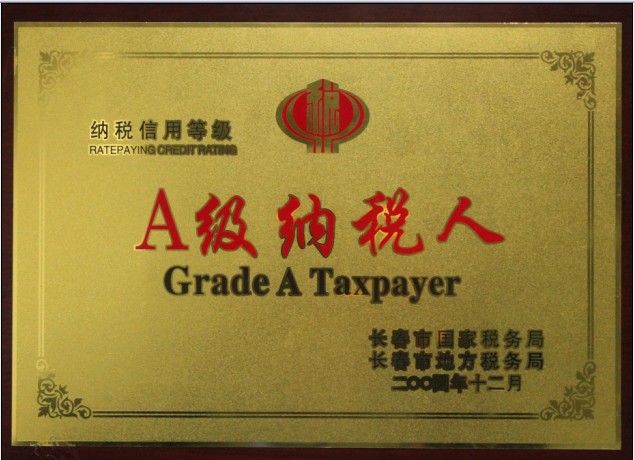 税
纳税信用等级
RATEPAYING CREDIT RATING
A级纳税人
Grade A Taxpayer
长春市国家税务局
长春市地方税务局
二〇〇四年十二月